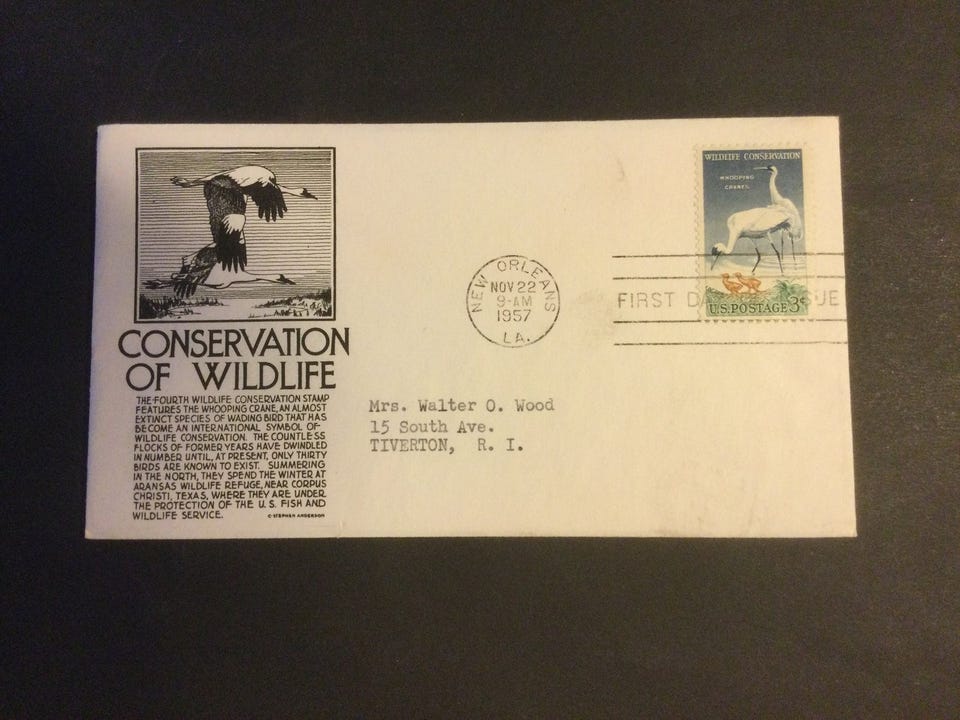 CONSERVATION
OF WILDLIFE
THE FOURTH WILDLIFE CONSERVATION STAMP
FEATURES THE WHOOPING CRANE, AN ALMOST
EXTINCT SPECIES OF WADING BIRD THAT HAS
BECOME AN INTERNATIONAL SYMBOL OF
WILDLIFE CONSERVATION. THE COUNTLESS
FLOCKS OF FORMER YEARS HAVE DWINDLED
IN NUMBER UNTIL, AT PRESENT, ONLY THIRTY
BIRDS ARE KNOWN TO EXIST. SUMMERING
IN THE NORTH, THEY SPEND THE WINTER AT
ARANSAS WILDLIFE REFUGE, NEAR CORPUS
CHRISTI, TEXAS, WHERE THEY ARE UNDER
THE PROTECTION OF THE U.S. FISH AND
WILDLIFE SERVICE.
C·STEPHEN ANDERSON
NEW ORLEANS
NOV 22
9-AM
1957
LA.
WILDLIFE CONSERVATION
WHOOPING
CRANES
FIRST DA UE
U.S. POSTAGE 3¢
Mrs. Walter O. Wood
15 South Ave.
TIVERTON, R. I.